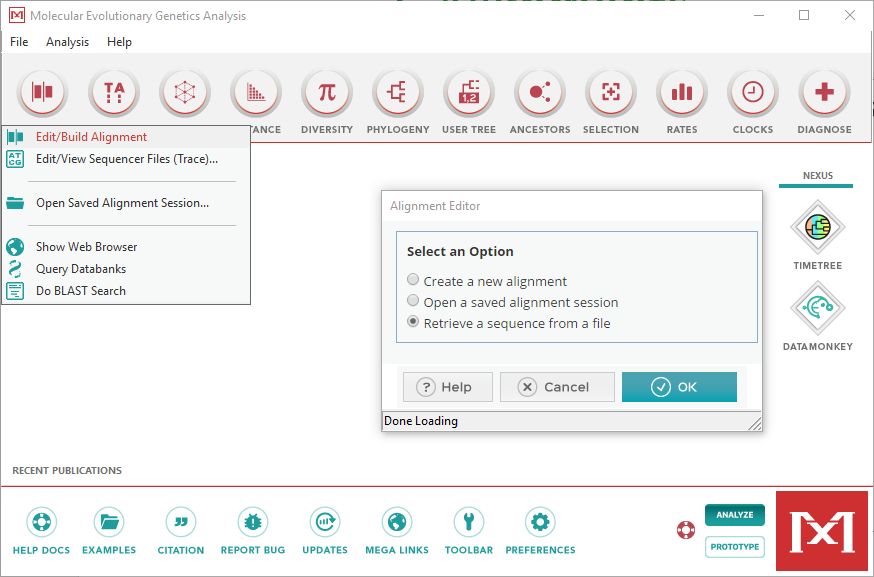 Molecular Evolutionary Genetics Analysis
File Analysis Help
TA
π
1,2
TANCE DIVERSITY PHYLOGENY USER TREE ANCESTORS SELECTION RATES CLOCKS DIAGNOSE
Edit/Build Alignment
AT
CG
Edit/View Sequencer Files (Trace)...
Open Saved Alignment Session...
Show Web Browser
Query Databanks
Do BLAST Search
NEXUS
TIMETREE
DATAMONKEY
Alignment Editor
Select an Option
Create a new alignment
Open a saved alignment session
Retrieve a sequence from a file
? Help
Cancel
OK
Done Loading
RECENT PUBLICATIONS
HELP DOCS EXAMPLES CITATION REPORT BUG UPDATES MEGA LINKS TOOLBAR PREFERENCES
ANALYZE
PROTOTYPE
M